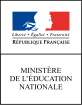 Liberté • Égalité • Fraternité
RÉPUBLIQUE FRANÇAISE
MINISTÈRE
DE L'ÉDUCATION
NATIONALE